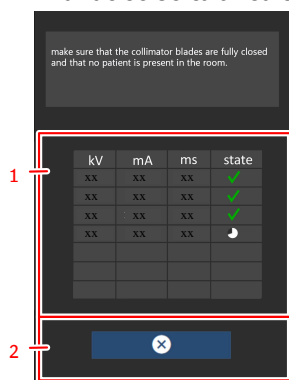 make sure that the collimator blades are fully closed
and that no patient is present in the room.
kV mA ms state
xx xx xx
xx xx xx
xx xx xx
xx xx xx
1
2